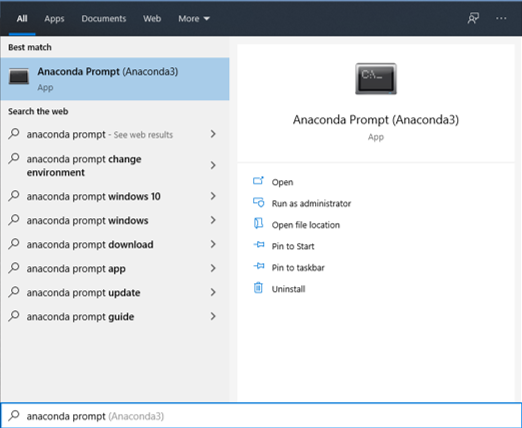 All Apps Documents Web More
Best match
Anaconda Prompt (Anaconda3)
App
Search the web
anaconda prompt - See web results
anaconda prompt change
environment
anaconda prompt windows 10
anaconda prompt windows
anaconda prompt download
anaconda prompt app
anaconda prompt update
anaconda prompt guide
C:\_
Anaconda Prompt (Anaconda3)
App
Open
Run as administrator
Open file location
Pin to Start
Pin to taskbar
Uninstall
anaconda prompt (Anaconda3)